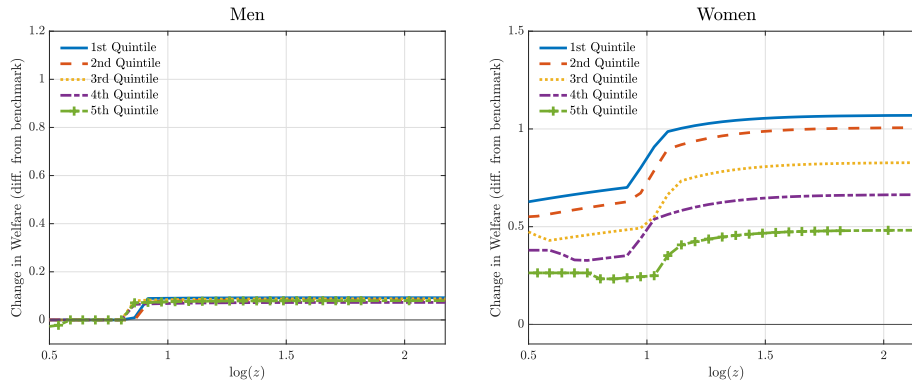 Men
Change in Welfare (diff. from benchmark)
1.2
1
0.8
0.6
0.4
0.2
0
1st Quintile
2nd Quintile
3rd Quintile
4th Quintile
5th Quintile
0.5
1
1.5
2
log(z)
Women
Change in Welfare (diff. from benchmark)
1.5
1
0.5
0
1st Quintile
2nd Quintile
3rd Quintile
4th Quintile
5th Quintile
0.5
1
1.5
2
log(z)